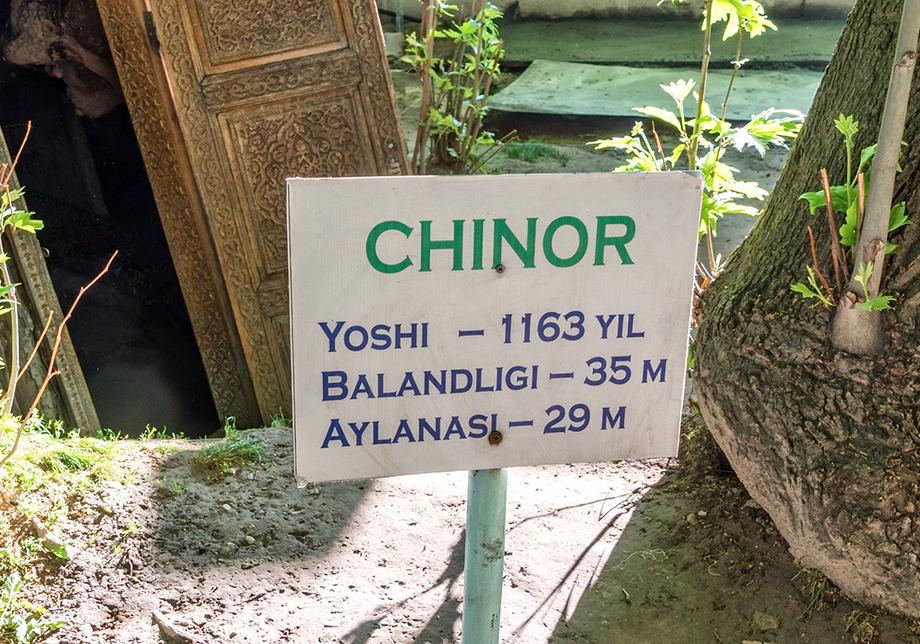 CHINOR
YOSHI – 1163 YIL
BALANDLIGI – 35 M
AYLANASI – 29 M